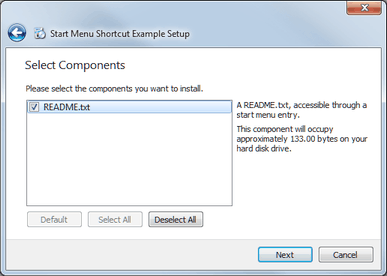 Start Menu Shortcut Example Setup
Select Components
Please select the components you want to install.
README.txt
A README.txt, accessible through a
start menu entry.
This component will occupy
approximately 133.00 bytes on your
hard disk drive.
Default
Select All
Deselect All
Next
Cancel